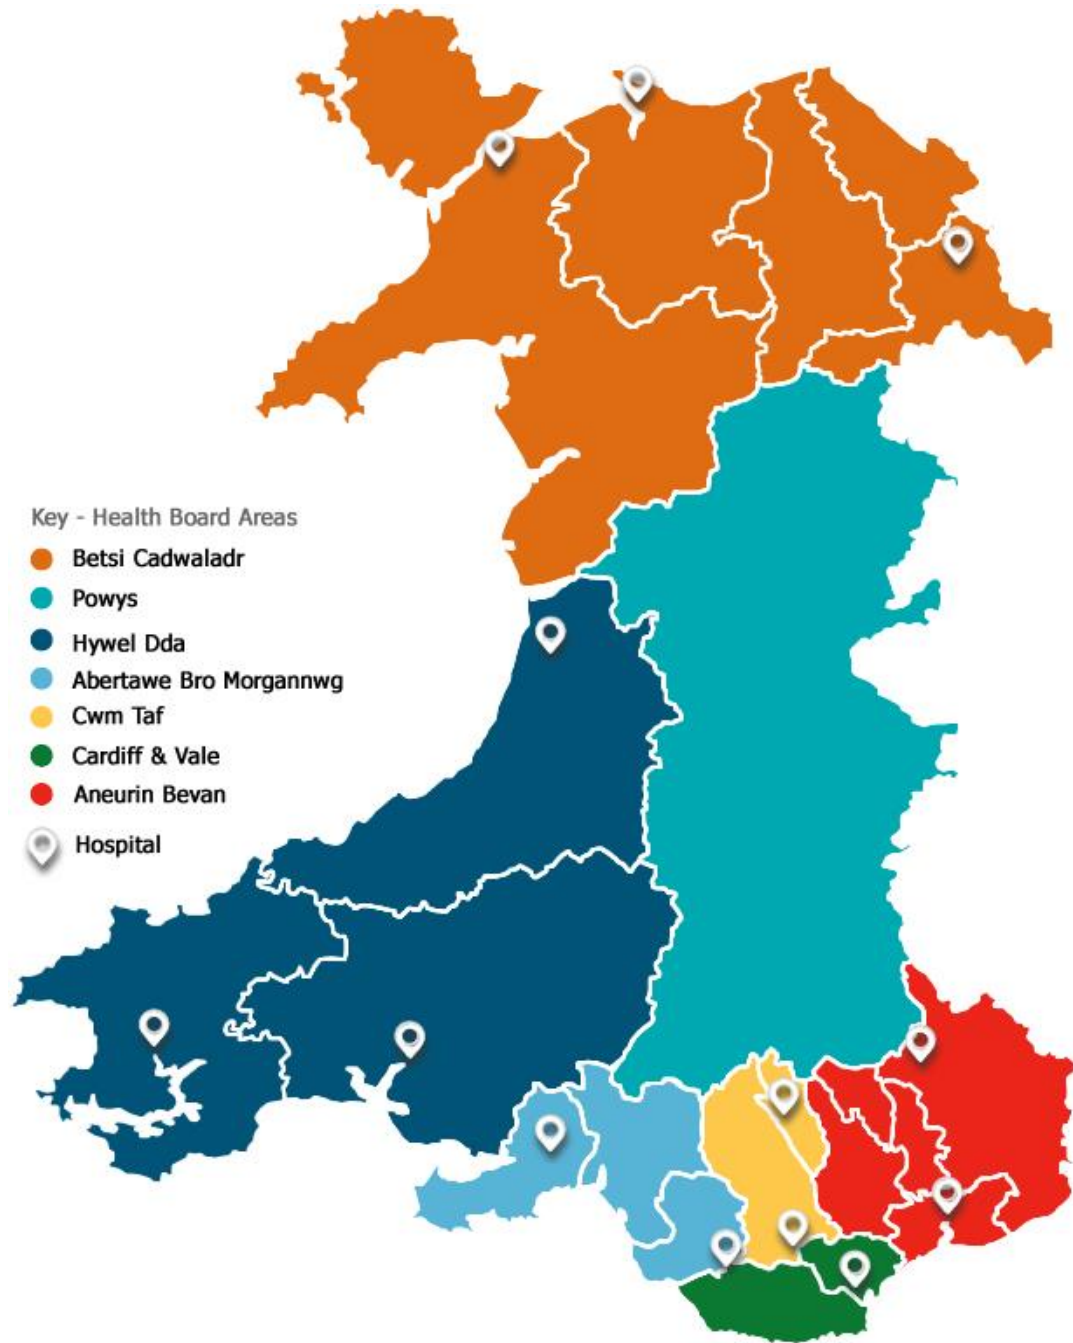 Key - Health Board Areas
Betsi Cadwaladr
Powys
Hywel Dda
Abertawe Bro Morgannwg
Cwm Taf
Cardiff & Vale
Aneurin Bevan
Hospital